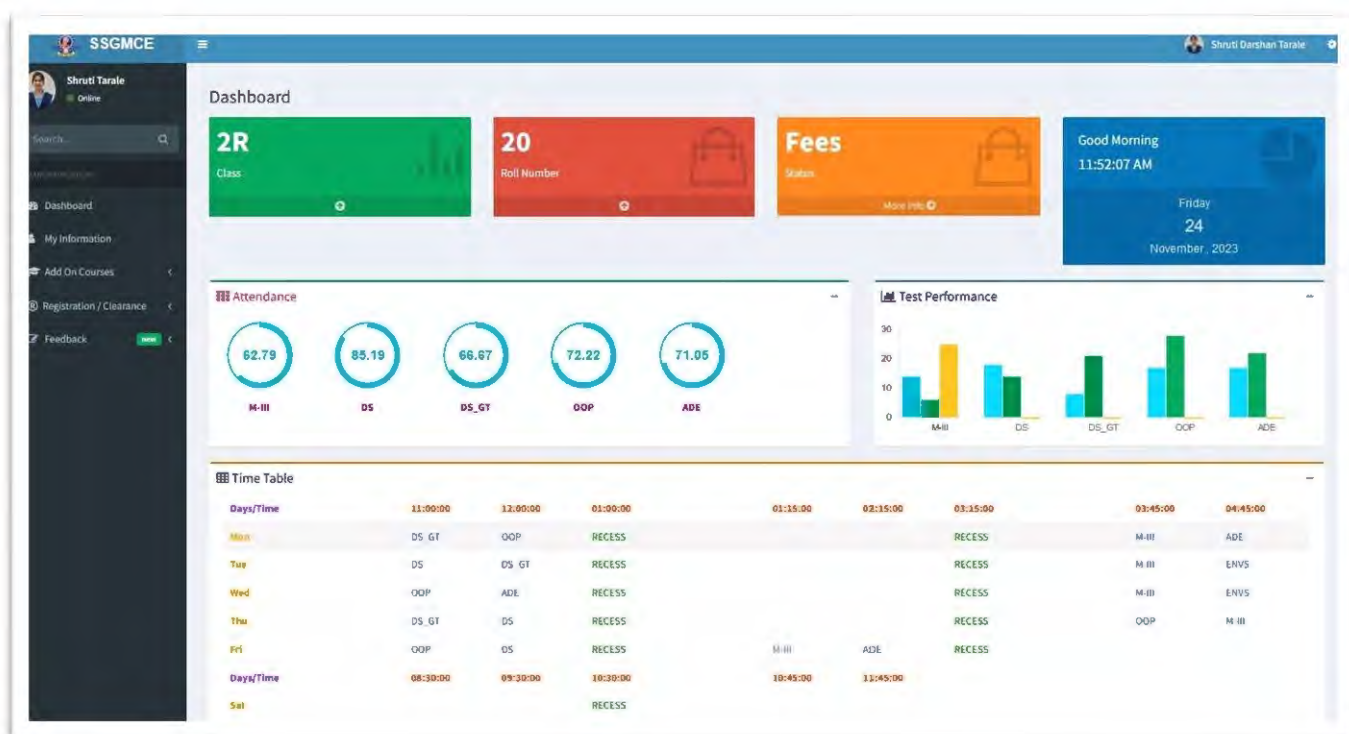 SSGMCE
Shruti Darshan Tarale
Shruti Tarale
Online
Search...
Dashboard
My Information
Add On Courses
Registration / Clearance
Feedback
new
Dashboard
2R
Class
20
Roll Number
Fees
Status
More Info
Good Morning
11:52:07 AM
Friday
24
November, 2023
Attendance
62.79 85.19 66.67 72.22 71.05
M-III DS DS_GT OOP ADE
Test Performance
30
20
10
0
M-III DS DS_GT OOP ADE
Time Table
Days/Time 11:00:00 12:00:00 01:00:00 01:15:00 02:15:00 03:15:00 03:45:00 04:45:00
Mon DS_GT OOP RECESS RECESS M-III ADE
Tue DS DS_GT RECESS RECESS M-III ENVS
Wed OOP ADE RECESS RECESS M-III ENVS
Thu DS_GT DS RECESS RECESS OOP M-III
Fri OOP DS RECESS M-III ADE RECESS
Days/Time 08:30:00 09:30:00 10:30:00 10:45:00 11:45:00
Sat RECESS